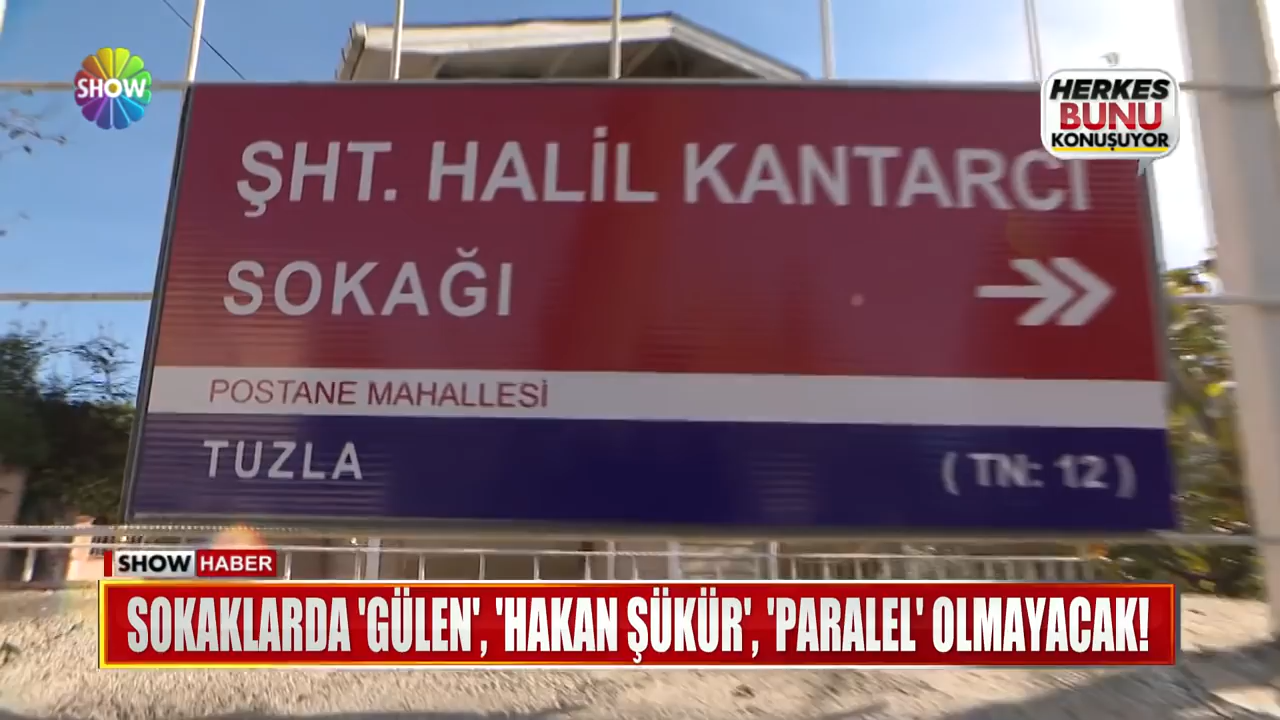 SHOW
HERKES
BUNU
KONUŞUYOR
ŞHT. HALİL KANTARCI
SOKAĞI
POSTANE MAHALLESİ
TUZLA
( TN: 12 )
SHOW HABER
SOKAKLARDA 'GÜLEN', 'HAKAN ŞÜKÜR', 'PARALEL' OLMAYACAK!